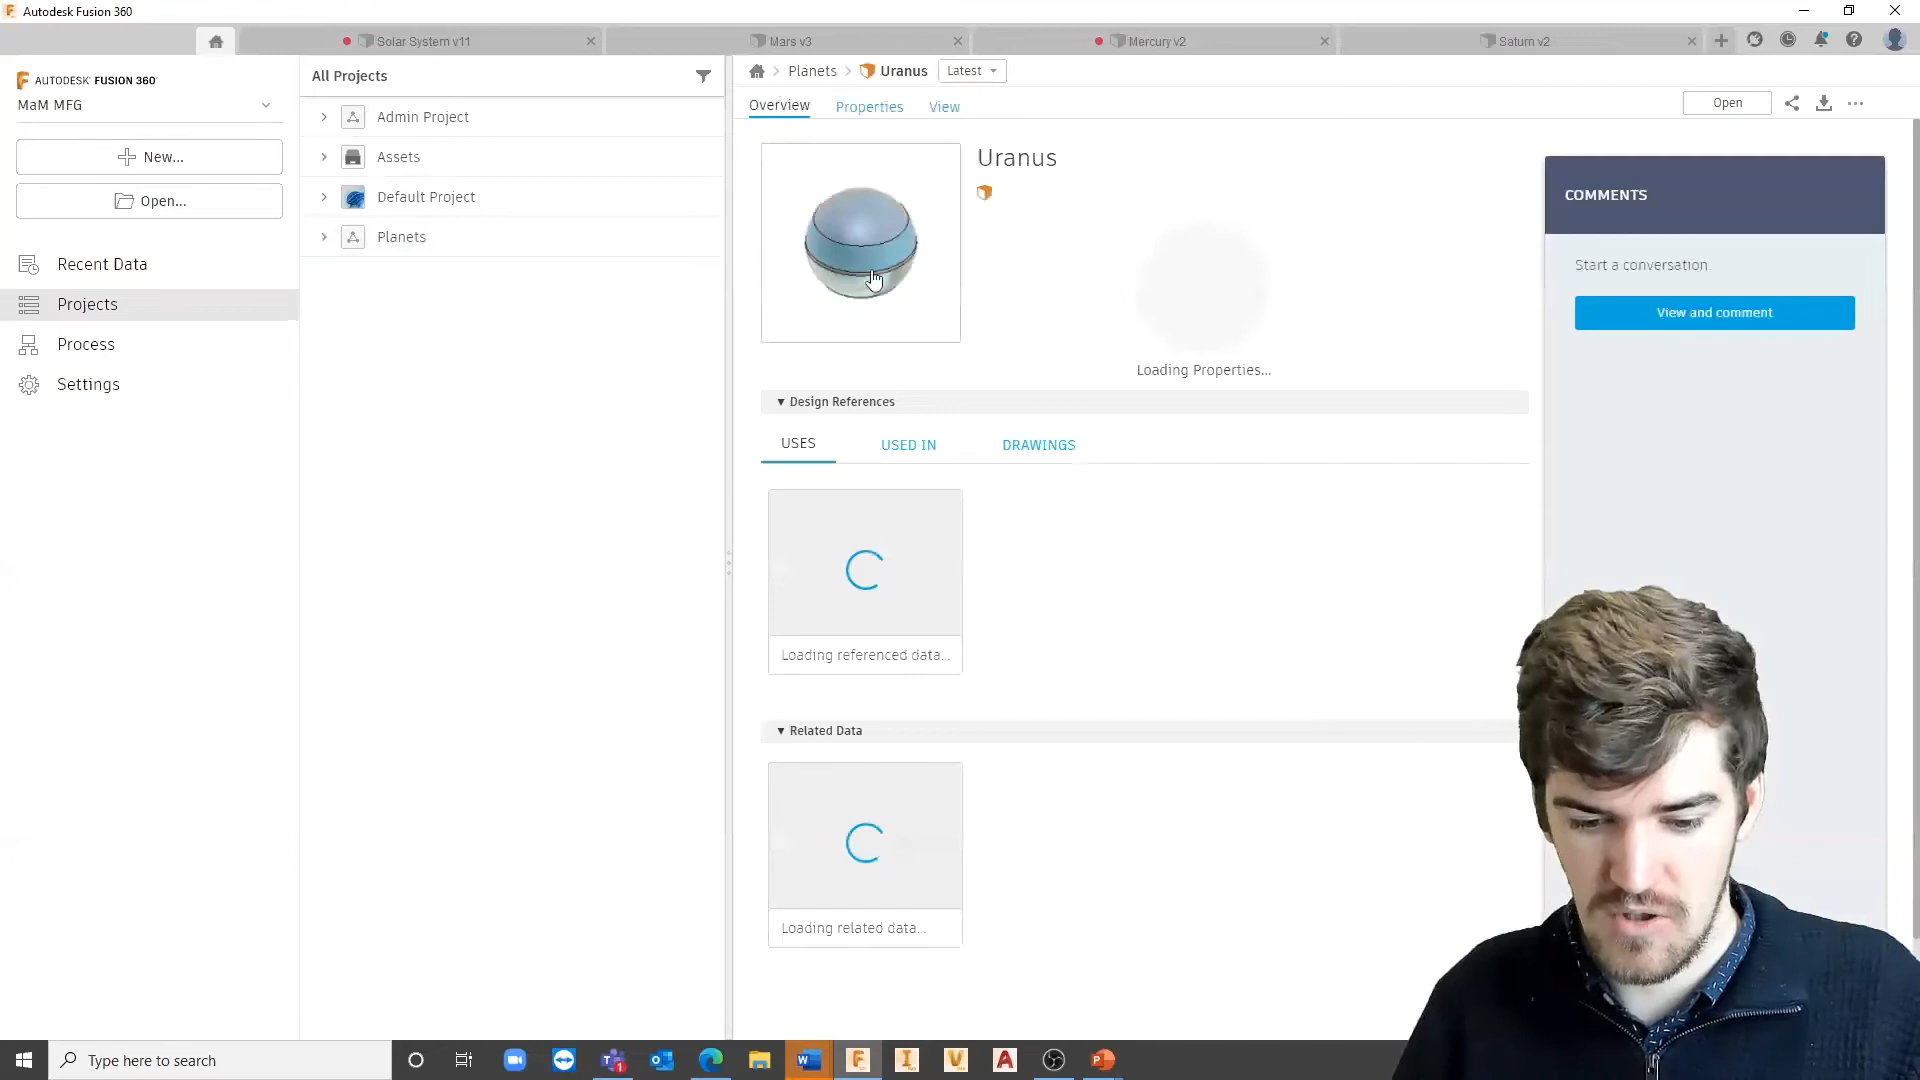 Autodesk Fusion 360
Solar System v11
Mars v3
Mercury v2
Saturn v2
AUTODESK FUSION 360
MaM MFG
New...
Open...
Recent Data
Projects
Process
Settings
All Projects
Admin Project
Assets
Default Project
Planets
Planets > Uranus
Latest
Overview
Properties
View
Open
Uranus
Loading Properties...
COMMENTS
Start a conversation.
View and comment
Design References
USES
USED IN
DRAWINGS
Loading referenced data...
Related Data
Loading related data...
Type here to search